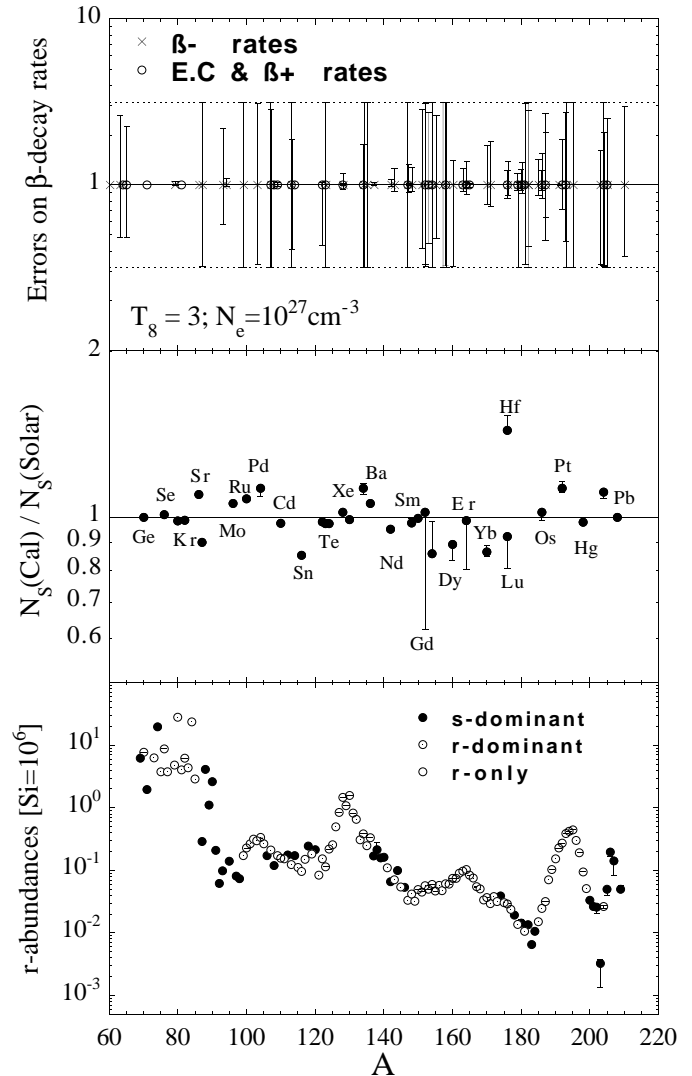 10
× ß- rates
○ E.C & ß+ rates
Errors on β-decay rates
1
T8 = 3; Ne=10^27cm^-3
2
Hf
Pd
Ba
Pt
Sr
Ru
Xe
Se
Cd
Sm
Er
Pb
N_S(Cal) / N_S(Solar)
1
Ge
Kr
Mo
Te
Os
Hg
0.9
Sn
Nd
Dy
Yb
Lu
0.8
0.7
Gd
0.6
s-dominant
10^1
r-dominant
r-only
10^0
r-abundances [Si=10^6]
10^-1
10^-2
10^-3
60 80 100 120 140 160 180 200 220
A